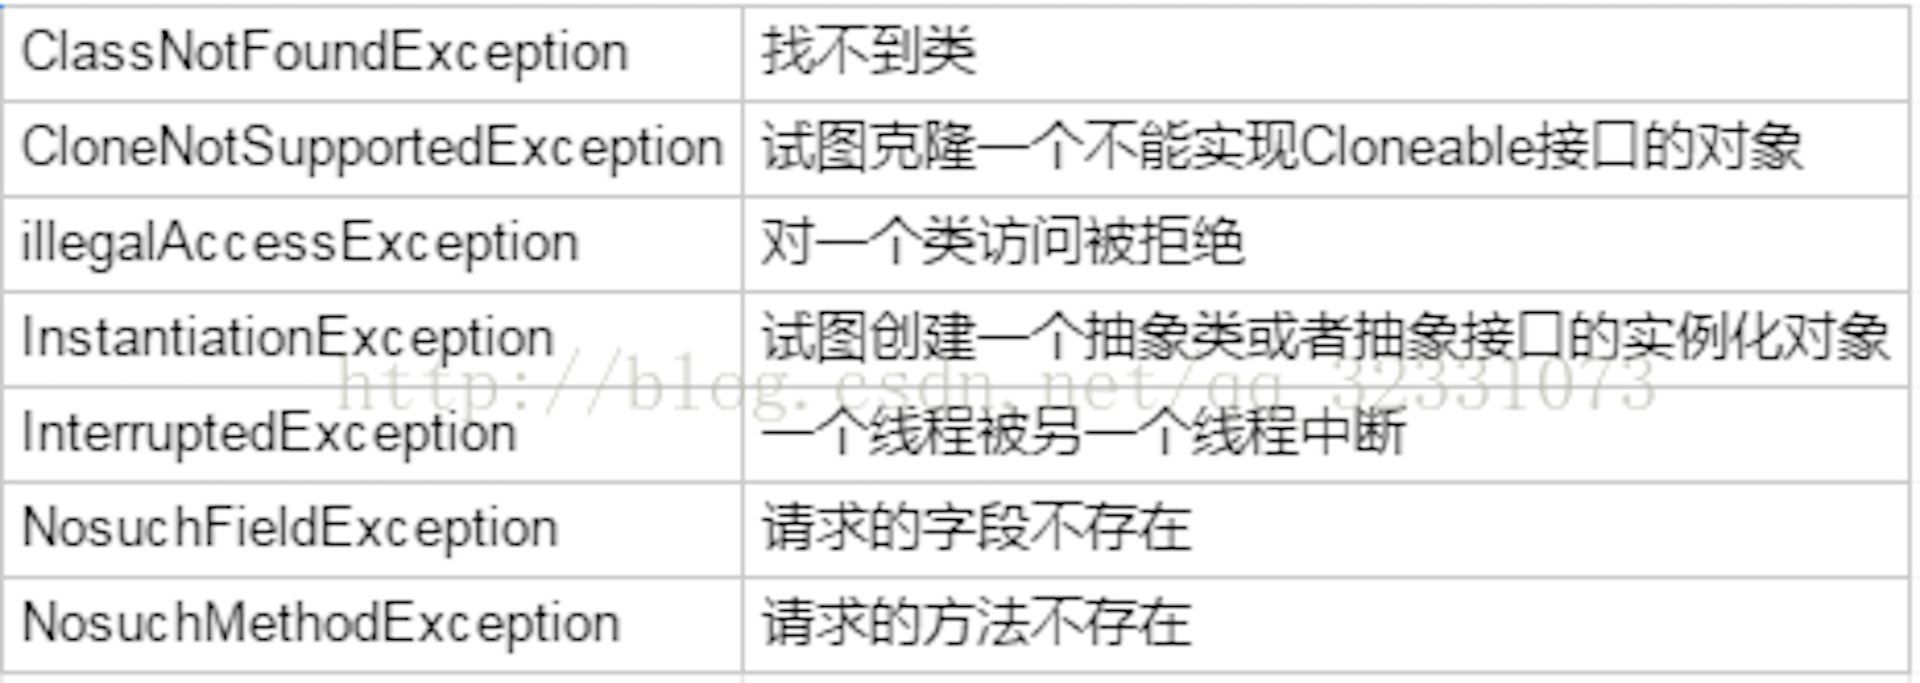 ClassNotFoundException 找不到类
CloneNotSupportedException 试图克隆一个不能实现Cloneable接口的对象
illegalAccessException 对一个类访问被拒绝
InstantiationException 试图创建一个抽象类或者抽象接口的实例化对象
http://blog.csdn.net/qq_32331073
InterruptedException 一个线程被另一个线程中断
NosuchFieldException 请求的字段不存在
NosuchMethodException 请求的方法不存在